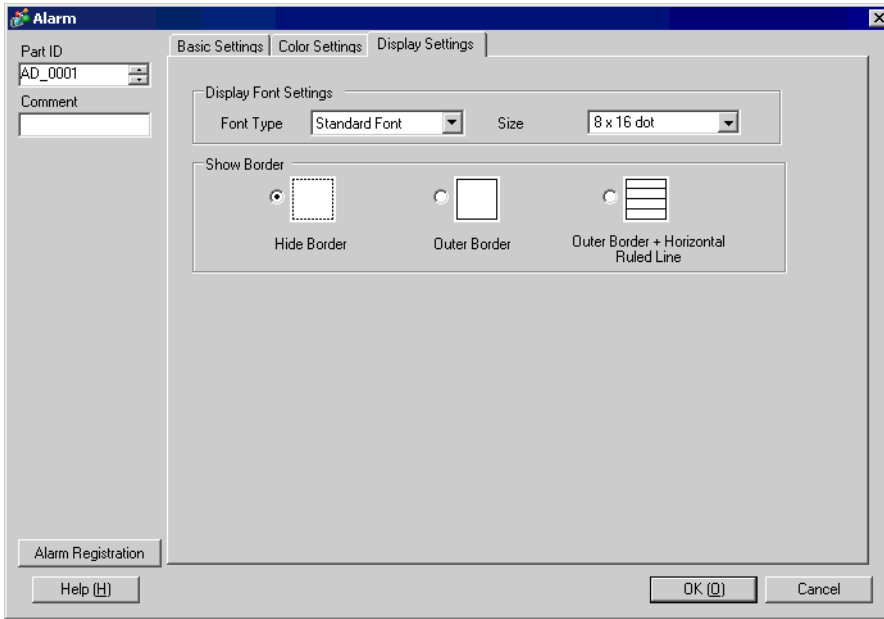 Alarm
Part ID
AD_0001
Comment
Basic Settings Color Settings Display Settings
Display Font Settings
Font Type Standard Font Size 8 x 16 dot
Show Border
Hide Border Outer Border Outer Border + Horizontal
Ruled Line
Alarm Registration
Help (H) OK (O) Cancel